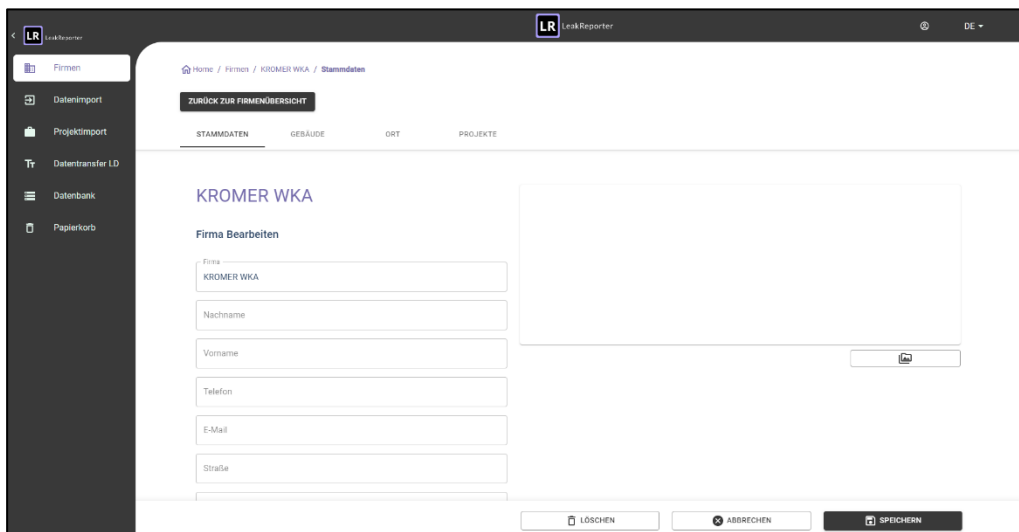 LR LeakReporter
LR LeakReporter
DE
Firmen
Datenimport
Projektimport
Datentransfer LD
Datenbank
Papierkorb
Home / Firmen / KROMER WKA / Stammdaten
ZURÜCK ZUR FIRMENÜBERSICHT
STAMMDATEN GEBÄUDE ORT PROJEKTE
KROMER WKA
Firma Bearbeiten
Firma
KROMER WKA
Nachname
Vorname
Telefon
E-Mail
Straße
LÖSCHEN ABBRECHEN SPEICHERN